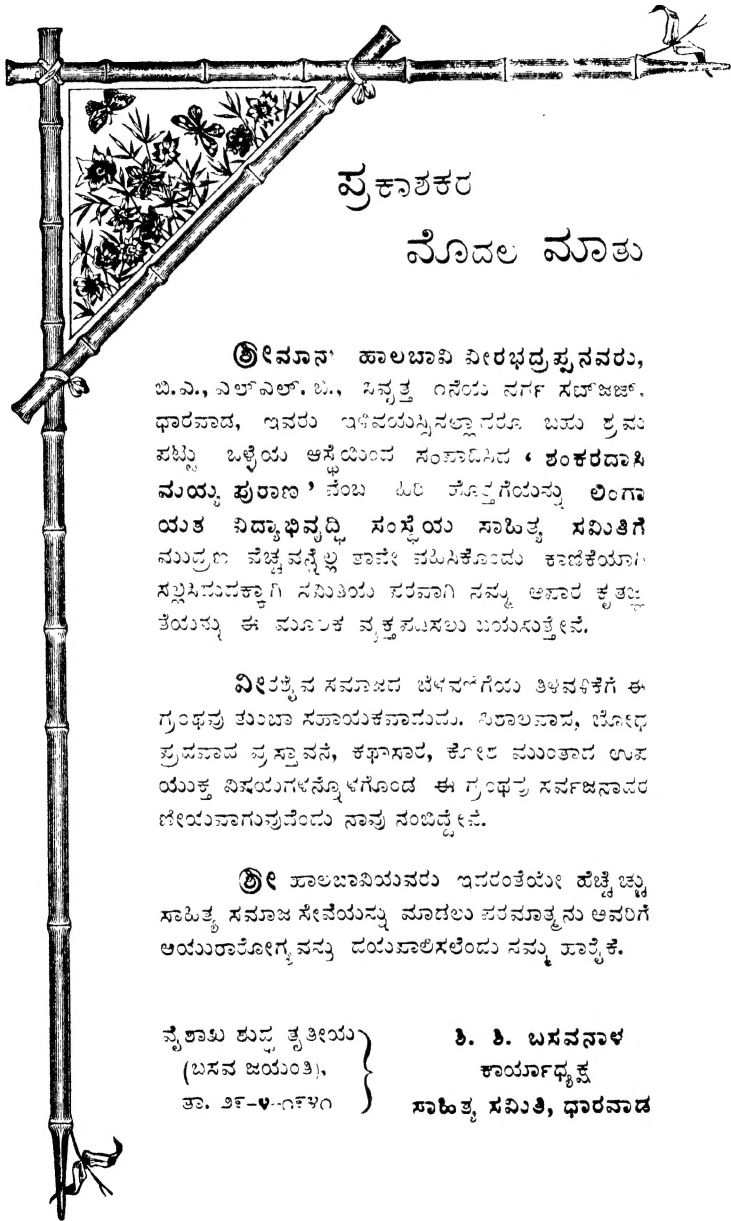 ಪ್ರಕಾಶಕರ
ಮೊದಲ ಮಾತು
ಶ್ರೀಮಾನ್ ಹಾಲಬಾವಿ ವೀರಭದ್ರಪ್ಪನವರು,
ಬಿ.ಎ., ಎಲ್‌ಎಲ್. ಬಿ., ನಿವೃತ್ತ ೧ನೆಯ ವರ್ಗ ಸಬ್‌ಜಜ್,
ಧಾರವಾಡ, ಇವರು ಇಳಿವಯಸ್ಸಿನಲ್ಲಾದರೂ ಬಹು ಶ್ರಮ
ಪಟ್ಟು ಒಳ್ಳೆಯ ಆಸ್ಥೆಯಿಂದ ಸಂಪಾದಿಸಿದ ‘ ಶಂಕರದಾಸಿ
ಮಯ್ಯ ಪುರಾಣ ’ ವೆಂಬ ಹಿರಿ ಹೊತ್ತಗೆಯನ್ನು ಲಿಂಗಾ
ಯತ ವಿದ್ಯಾಭಿವೃದ್ಧಿ ಸಂಸ್ಥೆಯ ಸಾಹಿತ್ಯ ಸಮಿತಿಗೆ
ಮುದ್ರಣ ವೆಚ್ಚವನ್ನೆಲ್ಲ ತಾವೇ ವಹಿಸಿಕೊಂಡು ಕಾಣಿಕೆಯಾಗಿ
ಸಲ್ಲಿಸಿದುದಕ್ಕಾಗಿ ಸಮಿತಿಯ ಪರವಾಗಿ ನಮ್ಮ ಅಪಾರ ಕೃತಜ್ಞ
ತೆಯನ್ನು ಈ ಮೂಲಕ ವ್ಯಕ್ತಪಡಿಸಲು ಬಯಸುತ್ತೇವೆ.
ವೀರಶೈವ ಸಮಾಜದ ಬೆಳವಣಿಗೆಯ ತಿಳಿವಳಿಕೆಗೆ ಈ
ಗ್ರಂಥವು ತುಂಬಾ ಸಹಾಯಕವಾದುದು. ವಿಶಾಲವಾದ, ಬೋಧ
ಪ್ರದವಾದ ಪ್ರಸ್ತಾವನೆ, ಕಥಾಸಾರ, ಕೋಶ ಮುಂತಾದ ಉಪ
ಯುಕ್ತ ವಿಷಯಗಳನ್ನೊಳಗೊಂಡ ಈ ಗ್ರಂಥವು ಸರ್ವಜನಾದರ
ಣೀಯವಾಗುವುದೆಂದು ನಾವು ನಂಬಿದ್ದೇವೆ.
ಶ್ರೀ ಹಾಲಬಾವಿಯವರು ಇದರಂತೆಯೇ ಹೆಚ್ಚೆಚ್ಚು
ಸಾಹಿತ್ಯ ಸಮಾಜ ಸೇವೆಯನ್ನು ಮಾಡಲು ಪರಮಾತ್ಮನು ಅವರಿಗೆ
ಆಯುರಾರೋಗ್ಯವನ್ನು ದಯಪಾಲಿಸಲೆಂದು ನಮ್ಮ ಹಾರೈಕೆ.
ವೈಶಾಖ ಶುದ್ಧ ತೃತೀಯ
(ಬಸವ ಜಯಂತಿ),
ತಾ. ೨೯-೪-೧೯೪೧
ಶಿ. ಶಿ. ಬಸವನಾಳ
ಕಾರ್ಯಾಧ್ಯಕ್ಷ
ಸಾಹಿತ್ಯ ಸಮಿತಿ, ಧಾರವಾಡ